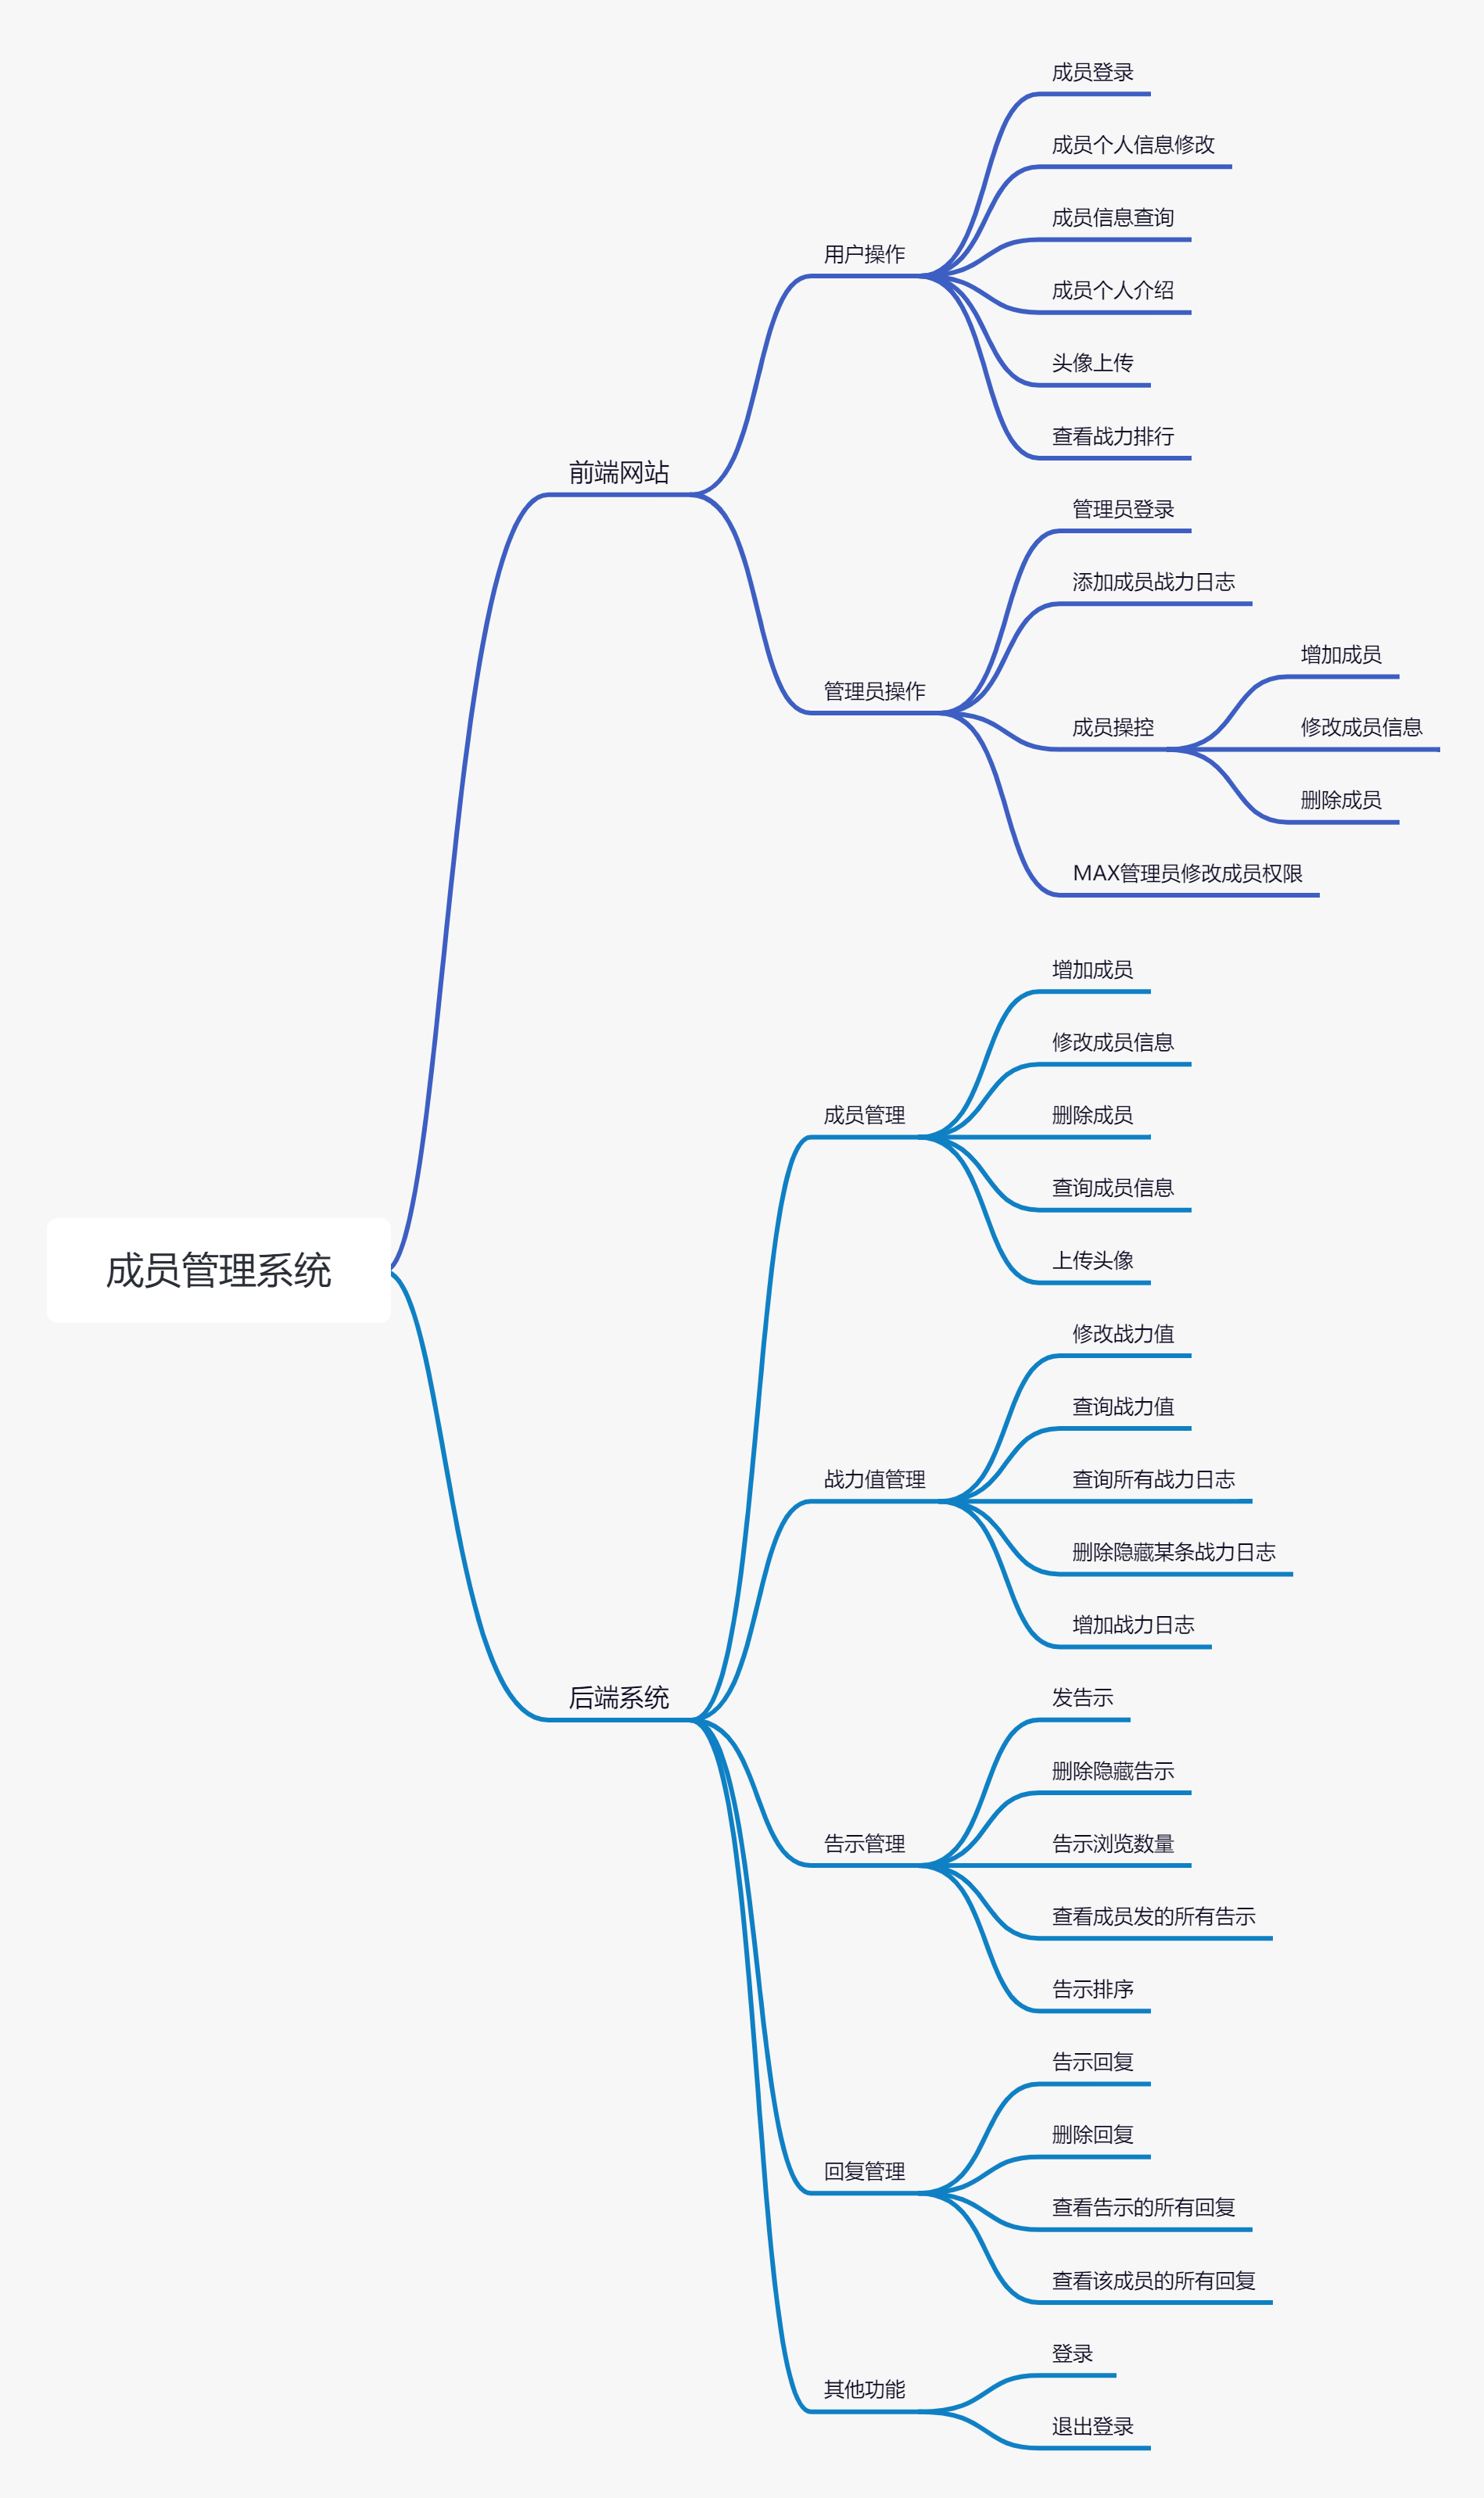 成员管理系统
前端网站
用户操作
成员登录
成员个人信息修改
成员信息查询
成员个人介绍
头像上传
查看战力排行
管理员操作
管理员登录
添加成员战力日志
成员操控
增加成员
修改成员信息
删除成员
MAX管理员修改成员权限
后端系统
成员管理
增加成员
修改成员信息
删除成员
查询成员信息
上传头像
战力值管理
修改战力值
查询战力值
查询所有战力日志
删除隐藏某条战力日志
增加战力日志
告示管理
发告示
删除隐藏告示
告示浏览数量
查看成员发的所有告示
告示排序
回复管理
告示回复
删除回复
查看告示的所有回复
查看该成员的所有回复
其他功能
登录
退出登录